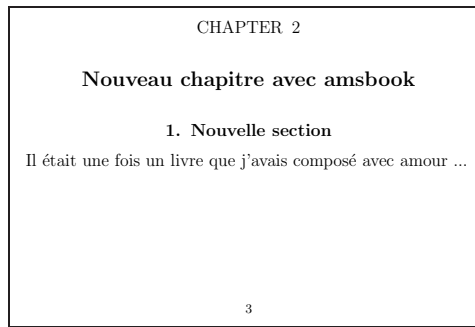 CHAPTER 2
Nouveau chapitre avec amsbook
1. Nouvelle section
Il était une fois un livre que j'avais composé avec amour ...
3